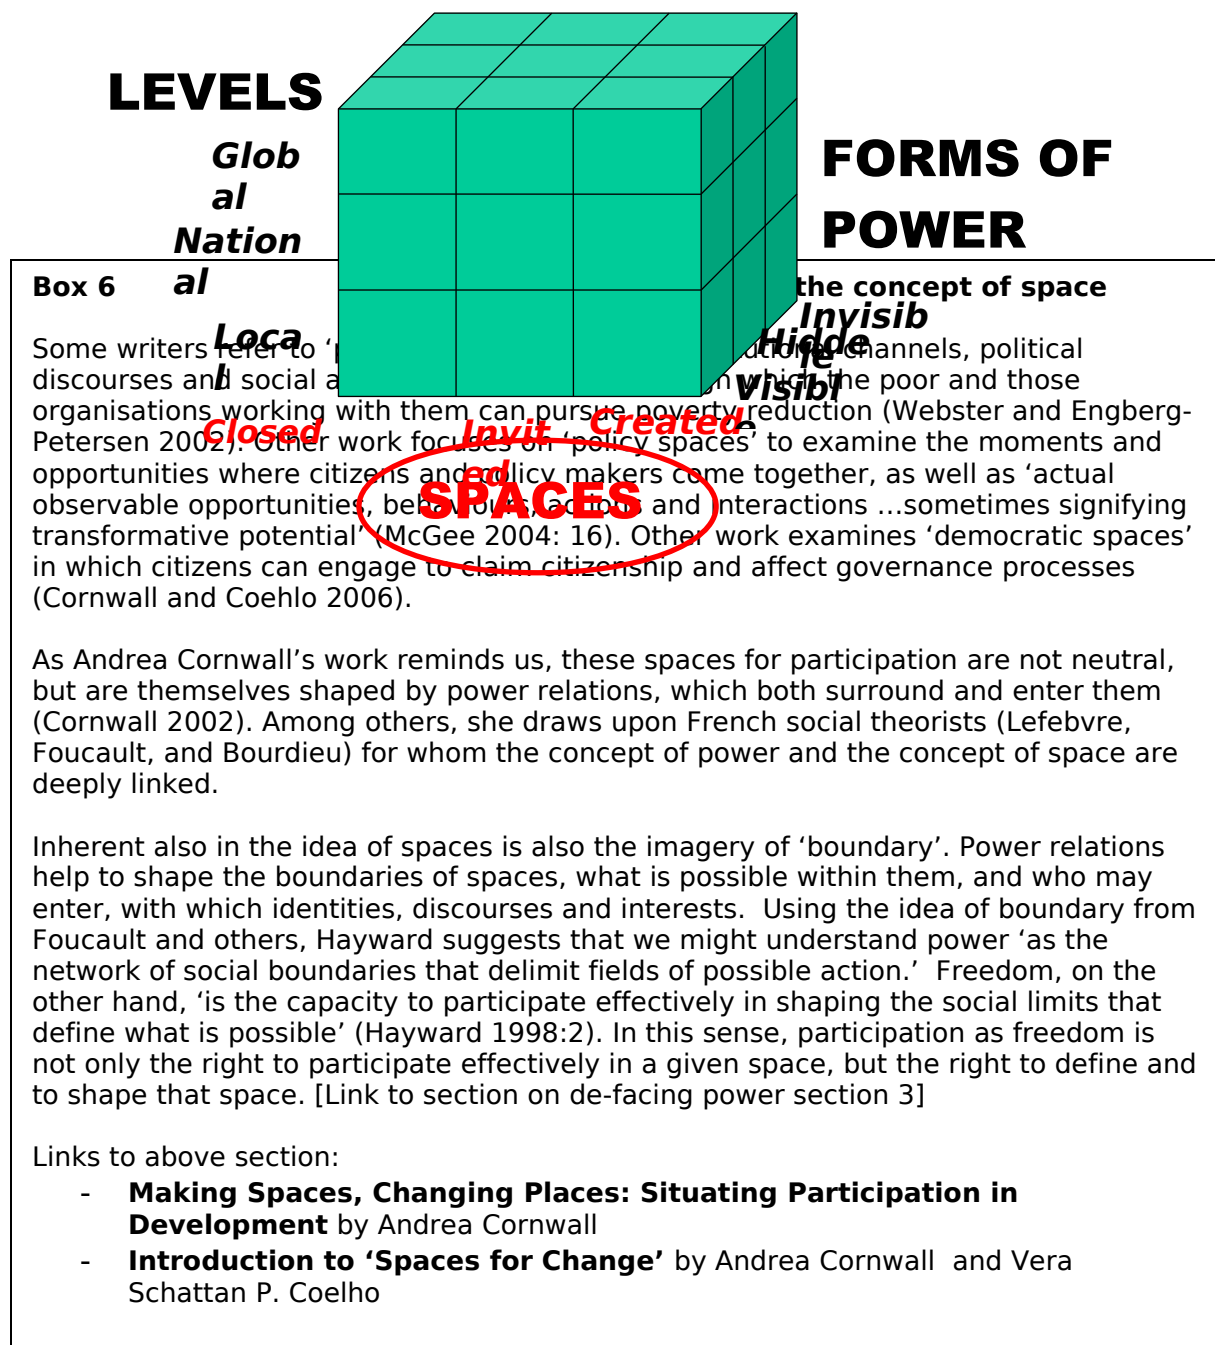 LEVELS
Glob
al
Nation
al
Loca
l
FORMS OF
POWER
Invisib
le
Hidde
Visibl
e
Closed
Invit
ed
Created
SPACES
Box 6 the concept of space
Some writers refer to channels, political
discourses and social which the poor and those
organisations working with them can pursue poverty reduction (Webster and Engberg-
Petersen 2002). Other work focuses on ‘policy spaces’ to examine the moments and
opportunities where citizens and policy makers come together, as well as ‘actual
observable opportunities, behaviours, actions and interactions …sometimes signifying
transformative potential’ (McGee 2004: 16). Other work examines ‘democratic spaces’
in which citizens can engage to claim citizenship and affect governance processes
(Cornwall and Coehlo 2006).
As Andrea Cornwall’s work reminds us, these spaces for participation are not neutral,
but are themselves shaped by power relations, which both surround and enter them
(Cornwall 2002). Among others, she draws upon French social theorists (Lefebvre,
Foucault, and Bourdieu) for whom the concept of power and the concept of space are
deeply linked.
Inherent also in the idea of spaces is also the imagery of ‘boundary’. Power relations
help to shape the boundaries of spaces, what is possible within them, and who may
enter, with which identities, discourses and interests.  Using the idea of boundary from
Foucault and others, Hayward suggests that we might understand power ‘as the
network of social boundaries that delimit fields of possible action.’  Freedom, on the
other hand, ‘is the capacity to participate effectively in shaping the social limits that
define what is possible’ (Hayward 1998:2). In this sense, participation as freedom is
not only the right to participate effectively in a given space, but the right to define and
to shape that space. [Link to section on de-facing power section 3]
Links to above section:
- Making Spaces, Changing Places: Situating Participation in
Development by Andrea Cornwall
- Introduction to ‘Spaces for Change’ by Andrea Cornwall  and Vera
Schattan P. Coelho